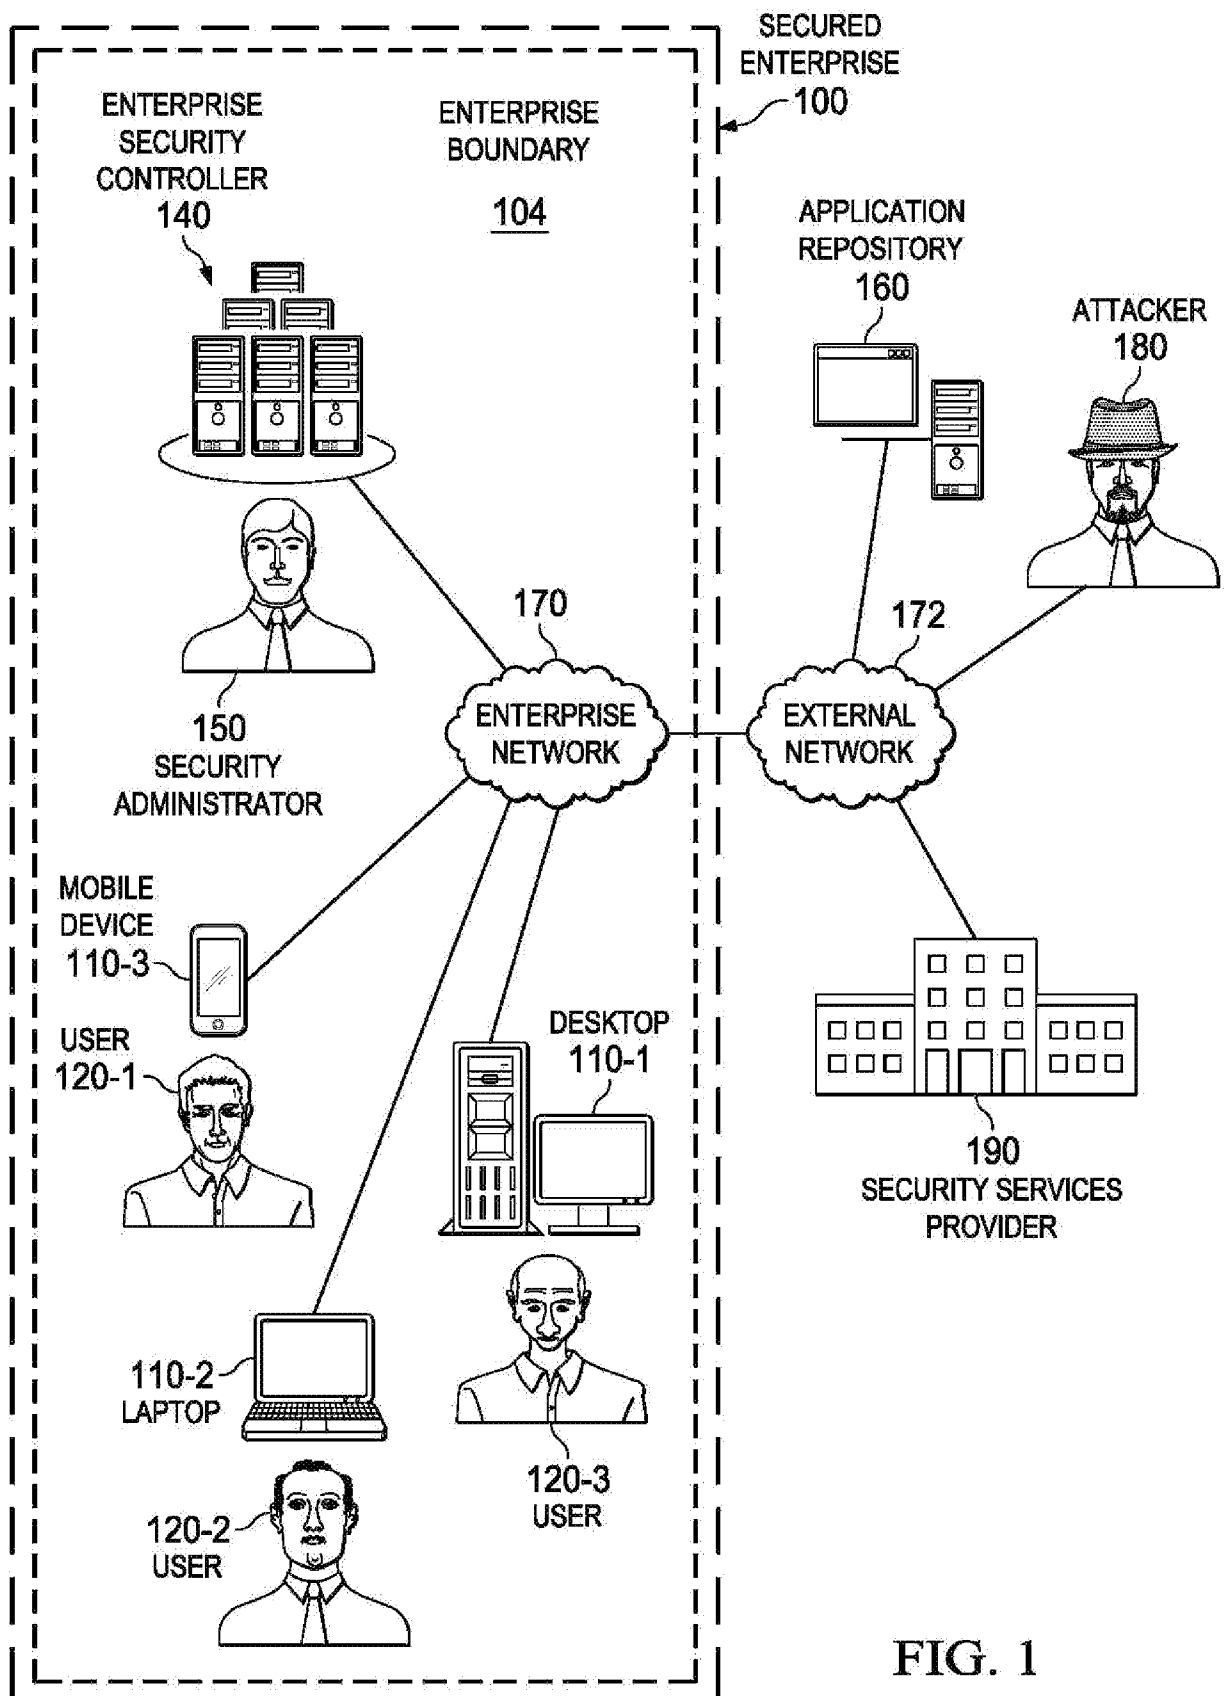 SECURED
ENTERPRISE
100
ENTERPRISE
SECURITY
CONTROLLER
140
ENTERPRISE
BOUNDARY
104
APPLICATION
REPOSITORY
160
ATTACKER
180
170
172
ENTERPRISE
NETWORK
EXTERNAL
NETWORK
150
SECURITY
ADMINISTRATOR
MOBILE
DEVICE
110-3
USER
120-1
DESKTOP
110-1
190
SECURITY SERVICES
PROVIDER
110-2
LAPTOP
120-3
USER
120-2
USER
FIG. 1